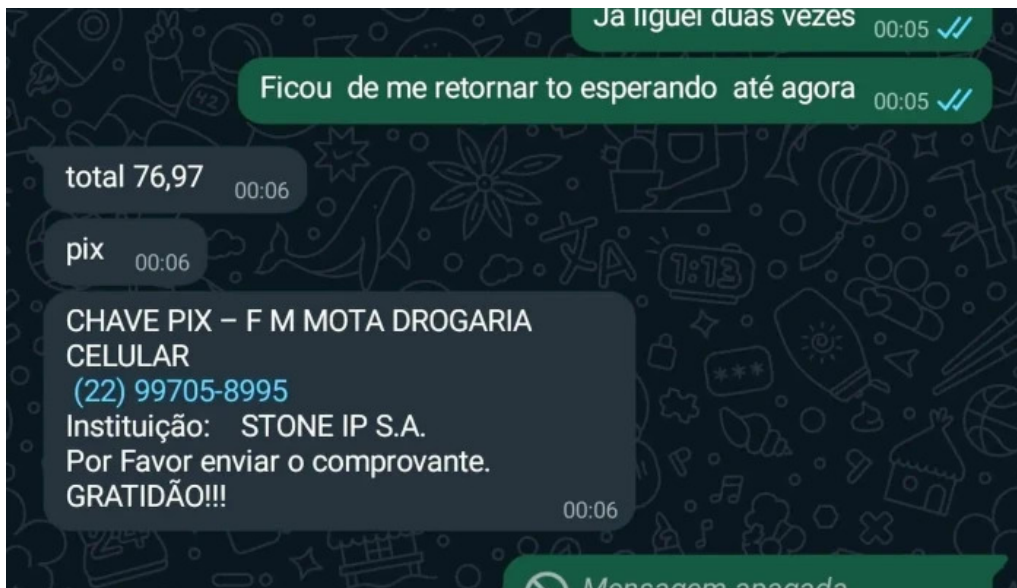 Já liguei duas vezes 00:05
Ficou de me retornar to esperando até agora 00:05
total 76,97 00:06
pix 00:06
CHAVE PIX – F M MOTA DROGARIA
CELULAR
(22) 99705-8995
Instituição: STONE IP S.A.
Por Favor enviar o comprovante.
GRATIDÃO!!!
00:06
Mensagem apagada